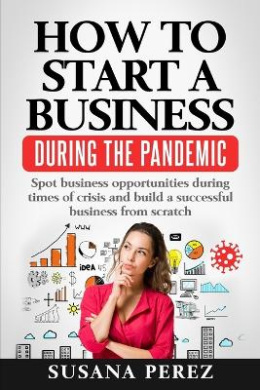 HOW TO
START A
BUSINESS
DURING THE PANDEMIC
Spot business opportunities during
times of crisis and build a successful
business from scratch
IDEA
SUSANA PEREZ